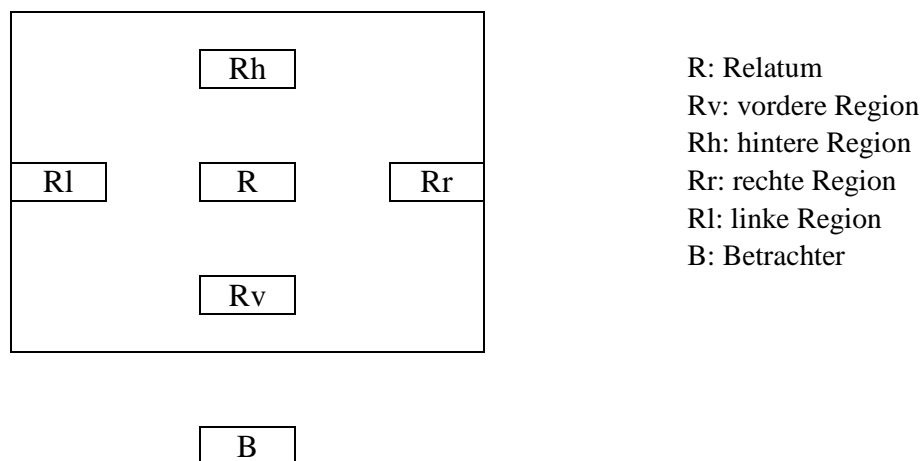 Rh
Rl R Rr
Rv
B
R: Relatum
Rv: vordere Region
Rh: hintere Region
Rr: rechte Region
Rl: linke Region
B: Betrachter